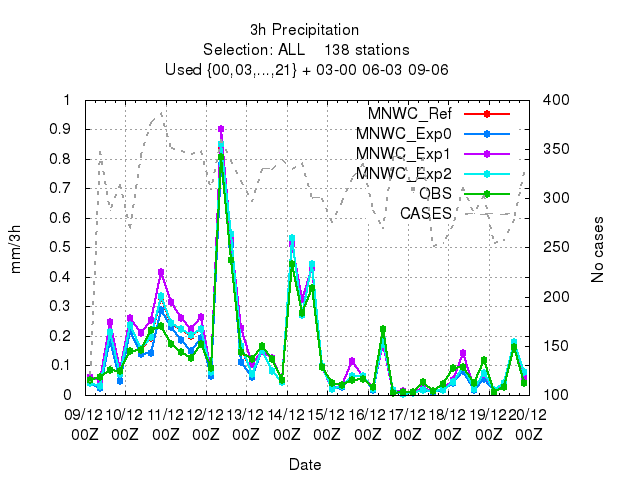 3h Precipitation
Selection: ALL    138 stations
Used {00,03,...,21} + 03-00 06-03 09-06
1 400
0.9 MNWC_Ref
0.8 MNWC_Exp0 350
0.7 MNWC_Exp1
0.6 MNWC_Exp2 300
0.5 OBS
0.4 CASES 250
0.3 200
0.2 150
0.1
0 100
mm/3h
No cases
09/12 10/12 11/12 12/12 13/12 14/12 15/12 16/12 17/12 18/12 19/12 20/12
00Z 00Z 00Z 00Z 00Z 00Z 00Z 00Z 00Z 00Z 00Z 00Z
Date